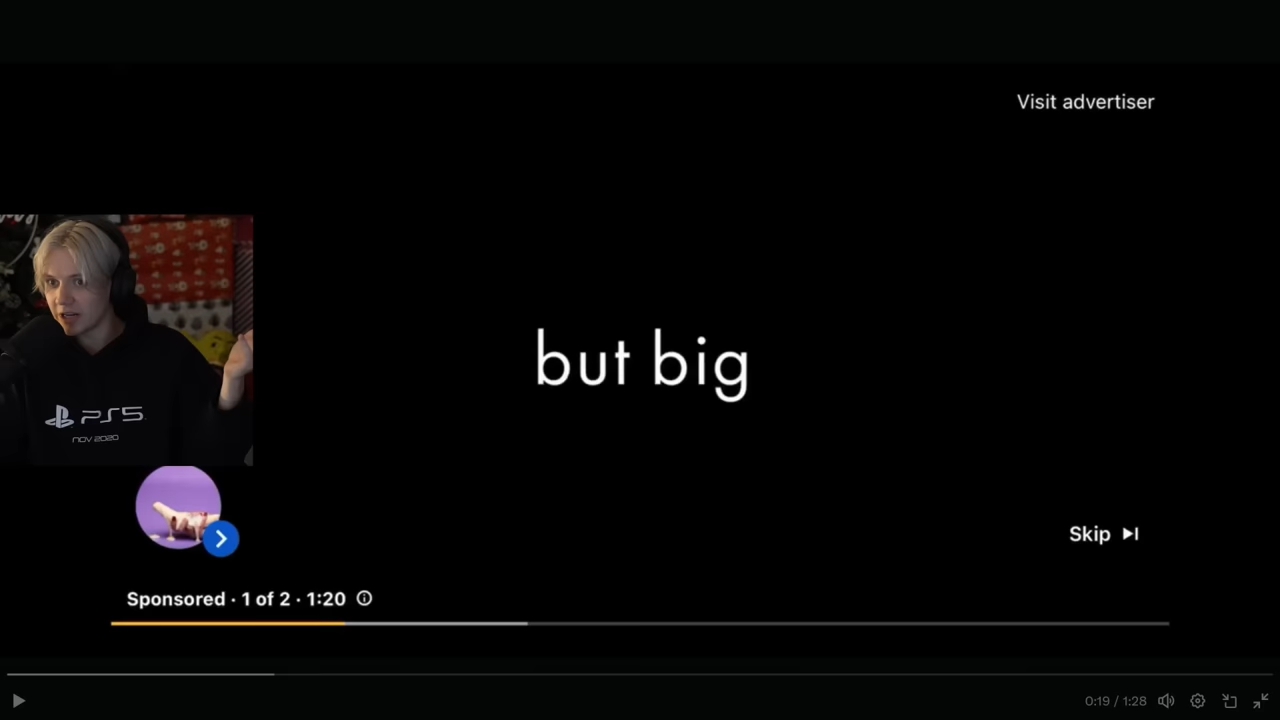 Visit advertiser
but big
PS5
NOV 2020
Skip
Sponsored · 1 of 2 · 1:20
0:19 / 1:28